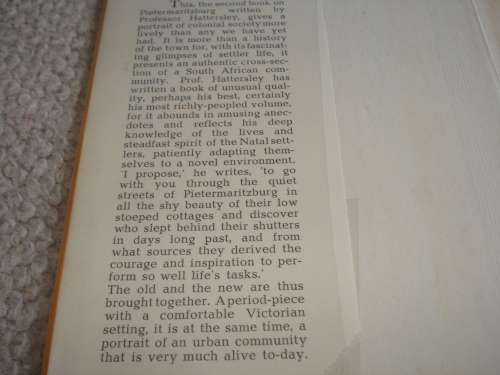 This, the second book on
Pietermaritzburg written by
Professor Hattersley, gives a
portrait of colonial society more
lively than any we have yet
had. It is more than a history
of the town for, with its fascinat-
ing glimpses of settler life, it
presents an authentic cross-sec-
tion of a South African com-
munity. Prof. Hattersley has
written a book of unusual qual-
ity, perhaps his best, certainly
his most richly-peopled volume,
for it abounds in amusing anec-
dotes and reflects his deep
knowledge of the lives and
steadfast spirit of the Natal sett-
lers, patiently adapting them-
selves to a novel environment.
'I propose,' he writes, 'to go
with you through the quiet
streets of Pietermaritzburg in
all the shy beauty of their low
stoeped cottages and discover
who slept behind their shutters
in days long past, and from
what sources they derived the
courage and inspiration to per-
form so well life's tasks.'
The old and the new are thus
brought together. A period-piece
with a comfortable Victorian
setting, it is at the same time, a
portrait of an urban community
that is very much alive to-day.